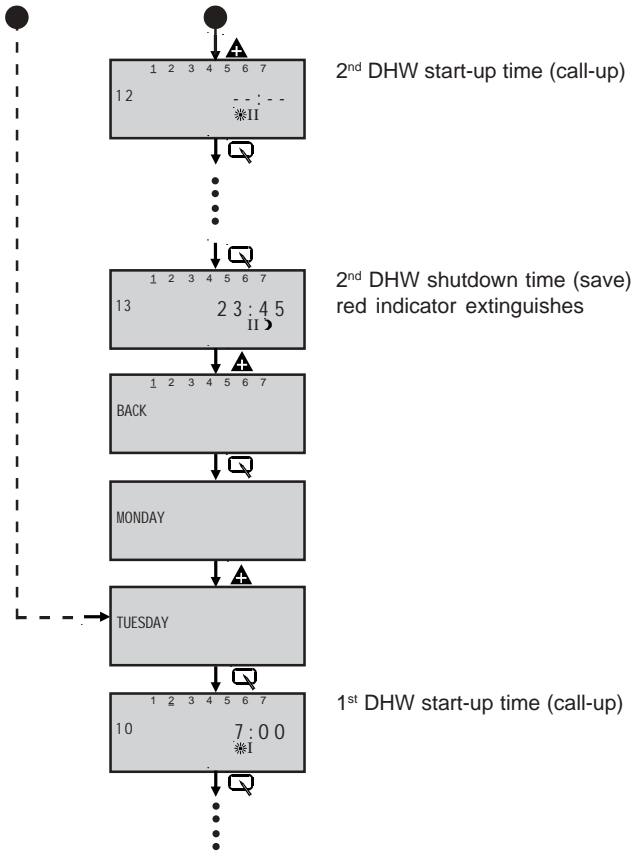 1 2 3 4 5 6 7
12 --:--
II
2nd DHW start-up time (call-up)
1 2 3 4 5 6 7
13 23:45
II
2nd DHW shutdown time (save)
red indicator extinguishes
1 2 3 4 5 6 7
BACK
MONDAY
TUESDAY
1 2 3 4 5 6 7
10 7:00
I
1st DHW start-up time (call-up)